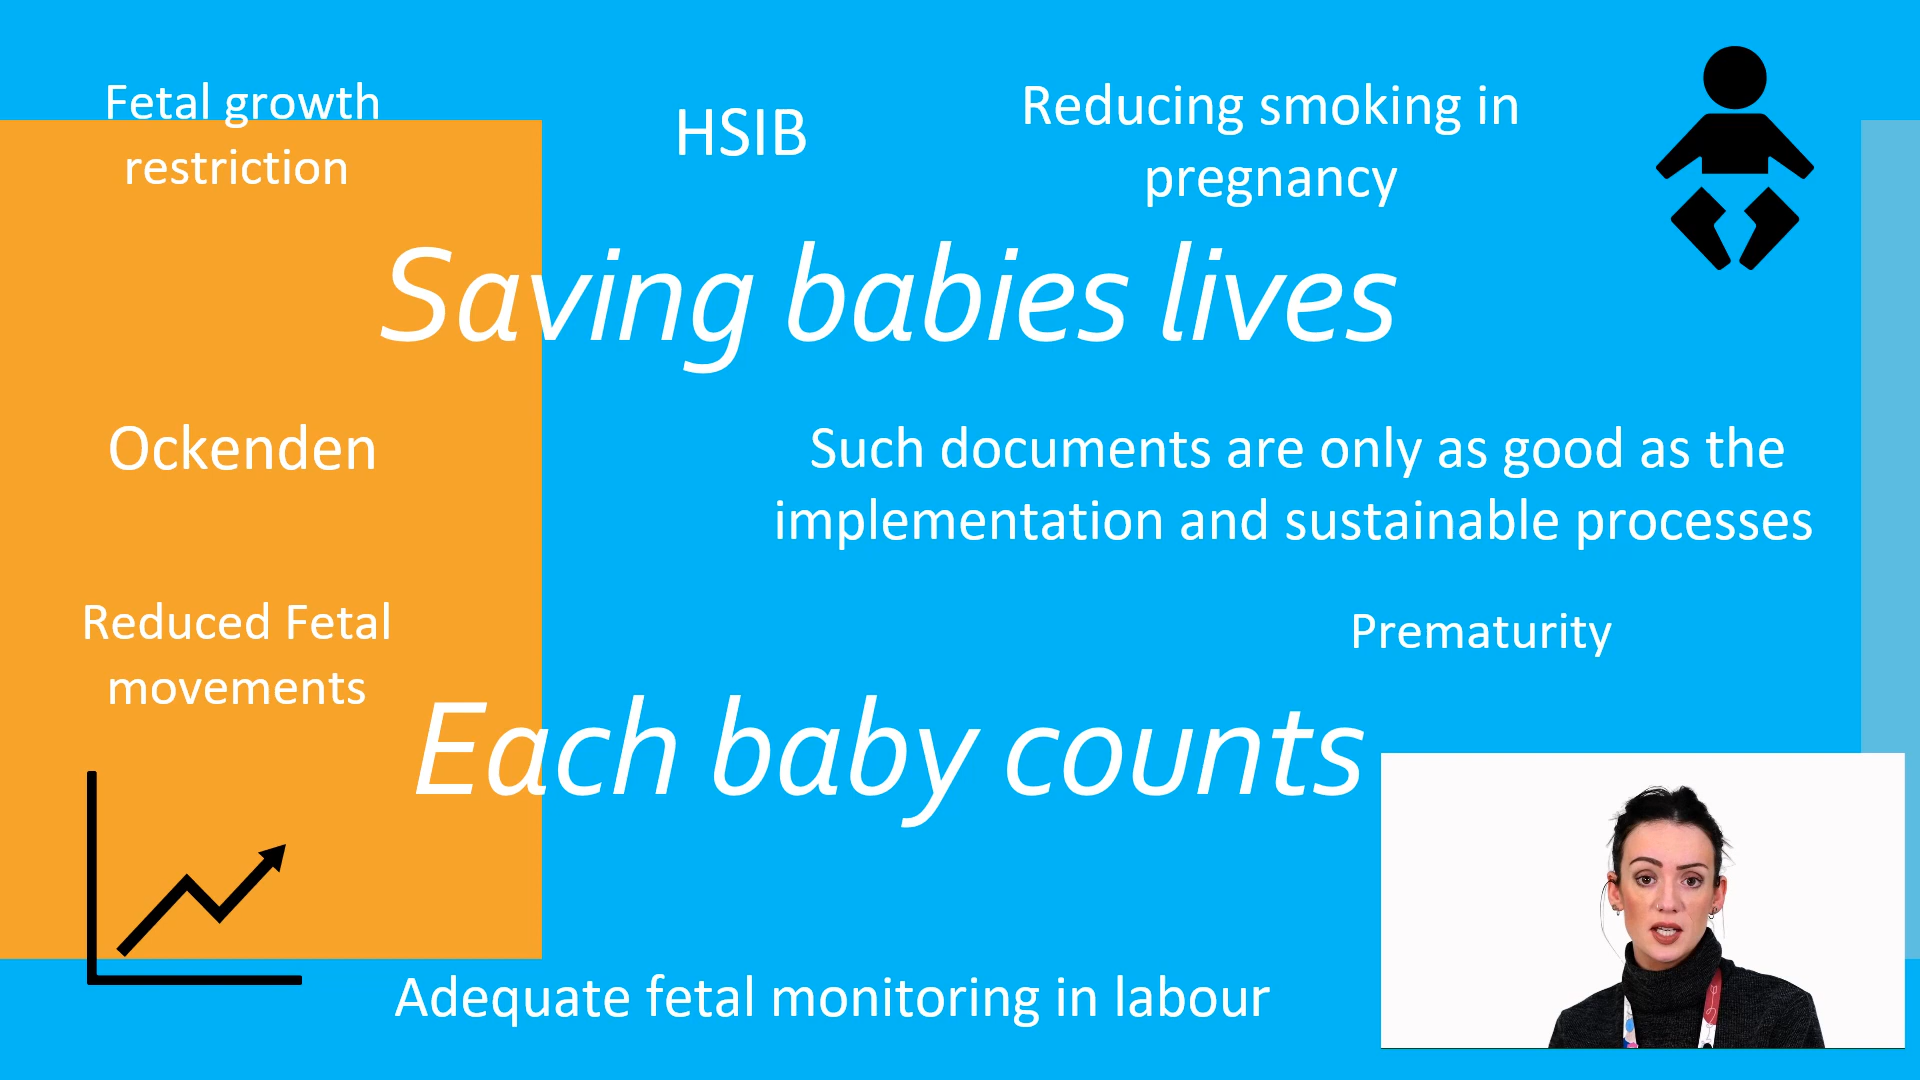 Fetal growth
restriction
HSIB
Reducing smoking in
pregnancy
Saving babies lives
Ockenden
Such documents are only as good as the
implementation and sustainable processes
Reduced Fetal
movements
Prematurity
Each baby counts
Adequate fetal monitoring in labour